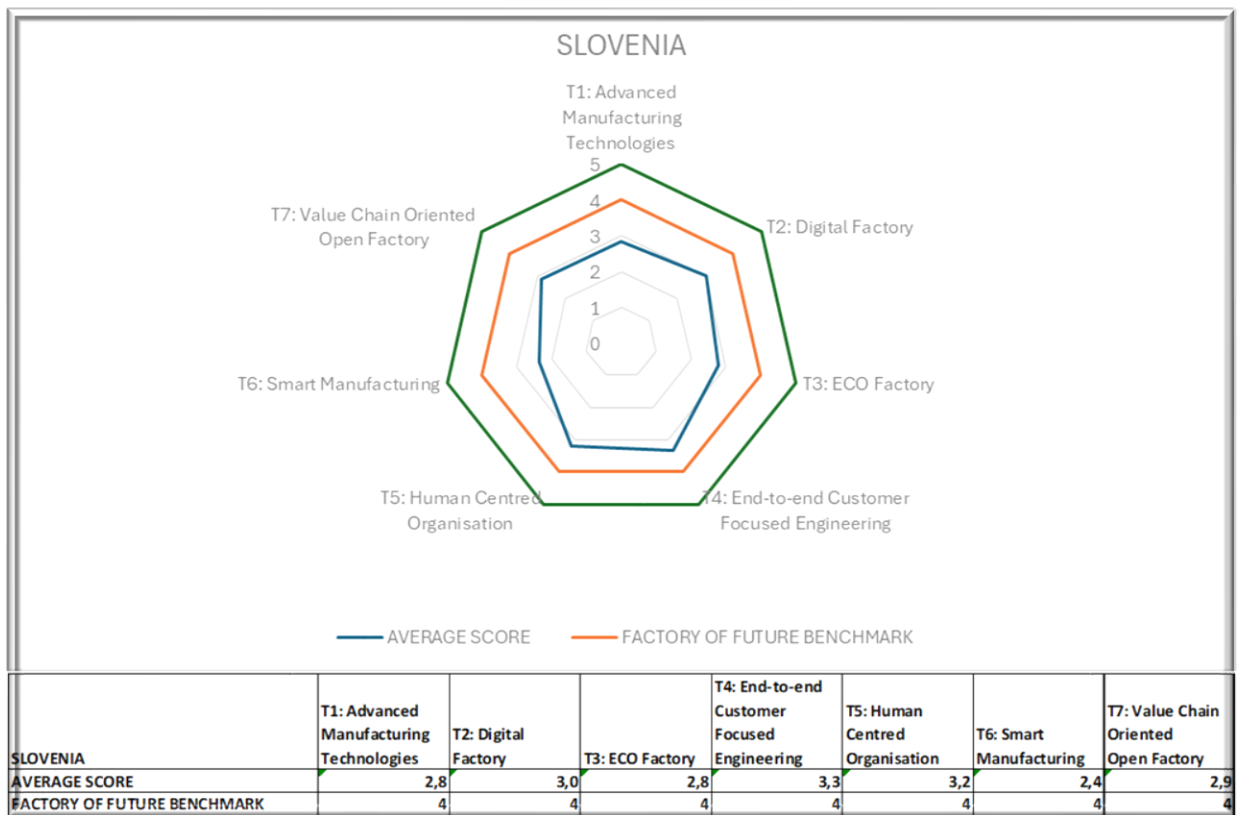 SLOVENIA
T1: Advanced
Manufacturing
Technologies
5
4
3
2
1
0
T7: Value Chain Oriented
Open Factory
T2: Digital Factory
T6: Smart Manufacturing
T3: ECO Factory
T5: Human Centred
Organisation
T4: End-to-end Customer
Focused Engineering
AVERAGE SCORE
FACTORY OF FUTURE BENCHMARK
SLOVENIA
T1: Advanced
Manufacturing
Technologies
T2: Digital
Factory
T3: ECO Factory
T4: End-to-end
Customer
Focused
Engineering
T5: Human
Centred
Organisation
T6: Smart
Manufacturing
T7: Value Chain
Oriented
Open Factory
AVERAGE SCORE 2,8 3,0 2,8 3,3 3,2 2,4 2,9
FACTORY OF FUTURE BENCHMARK 4 4 4 4 4 4 4